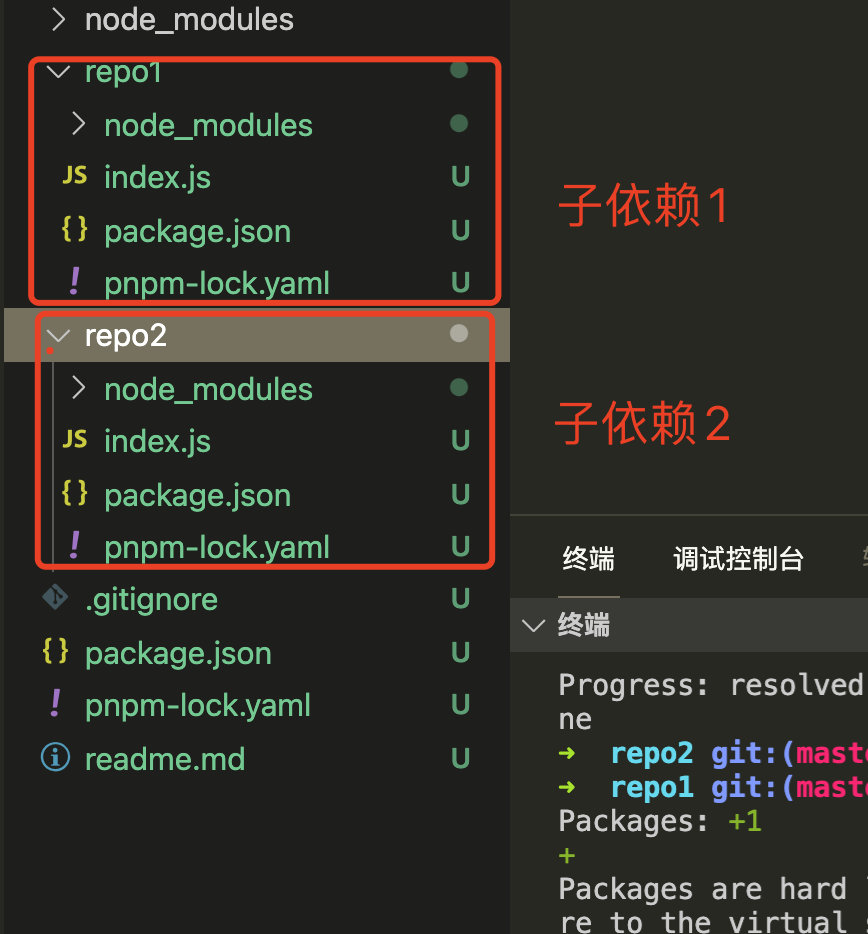 node_modules
repo1
node_modules
JS index.js U
{} package.json U
! pnpm-lock.yaml U
repo2
node_modules
JS index.js U
{} package.json U
! pnpm-lock.yaml U
.gitignore U
{} package.json U
! pnpm-lock.yaml U
readme.md U
子依赖1
子依赖2
终端 调试控制台
终端
Progress: resolved
ne
➜ repo2 git:(maste
➜ repo1 git:(maste
Packages: +1
+
Packages are hard
re to the virtual